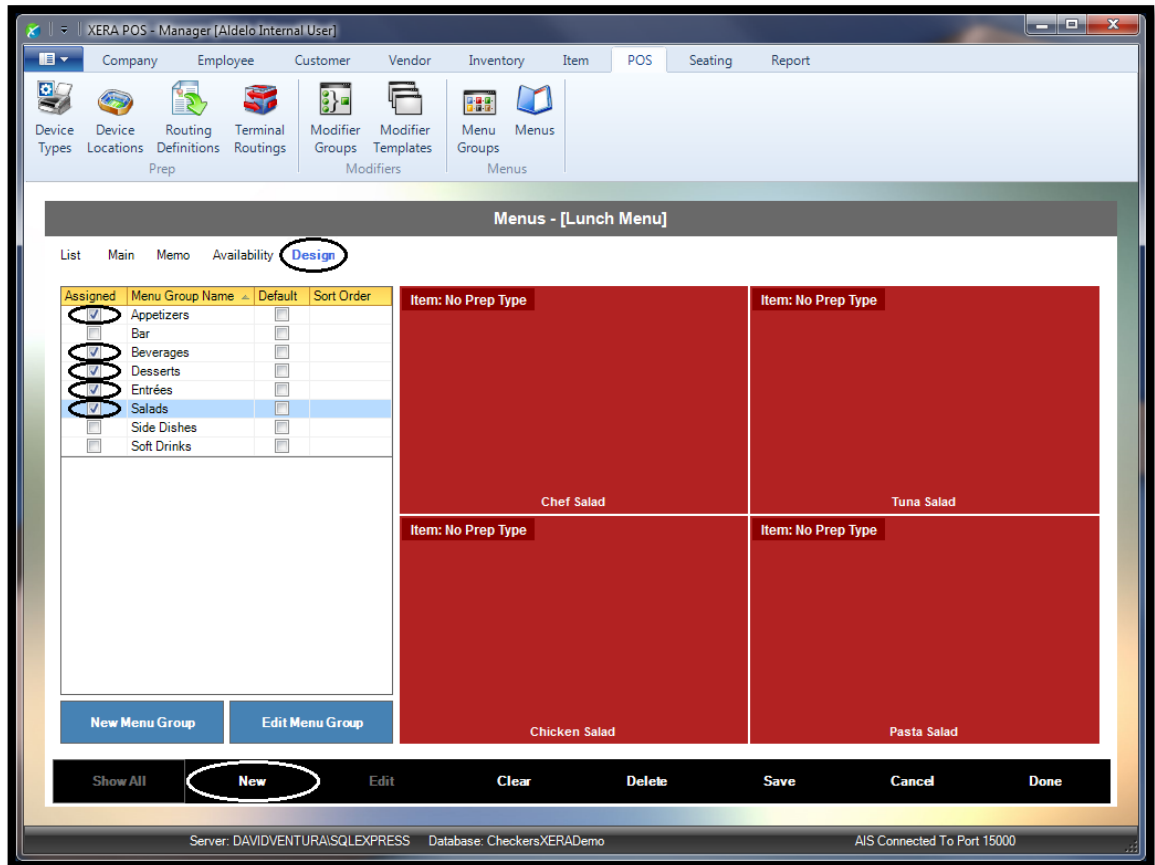 XERA POS - Manager [Aldelo Internal User]
Company Employee Customer Vendor Inventory Item POS Seating Report
Device Types
Device Locations
Routing Definitions
Terminal Routings
Prep
Modifier Groups
Modifier Templates
Modifiers
Menu Groups
Menus
Menus
Menus - [Lunch Menu]
List Main Memo Availability Design
Assigned Menu Group Name Default Sort Order
Appetizers
Bar
Beverages
Desserts
Entrées
Salads
Side Dishes
Soft Drinks
New Menu Group Edit Menu Group
Item: No Prep Type
Chef Salad
Item: No Prep Type
Tuna Salad
Item: No Prep Type
Chicken Salad
Item: No Prep Type
Pasta Salad
Show All New Edit Clear Delete Save Cancel Done
Server: DAVIDVENTURA\SQLEXPRESS Database: CheckersXERADemo AIS Connected To Port 15000